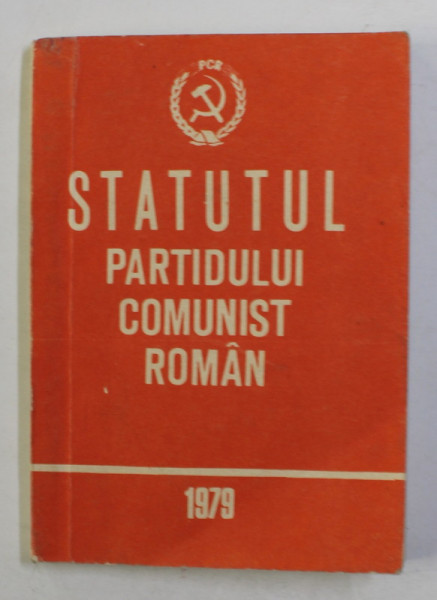 PCR
STATUTUL
PARTIDULUI
COMUNIST
ROMÂN
1979